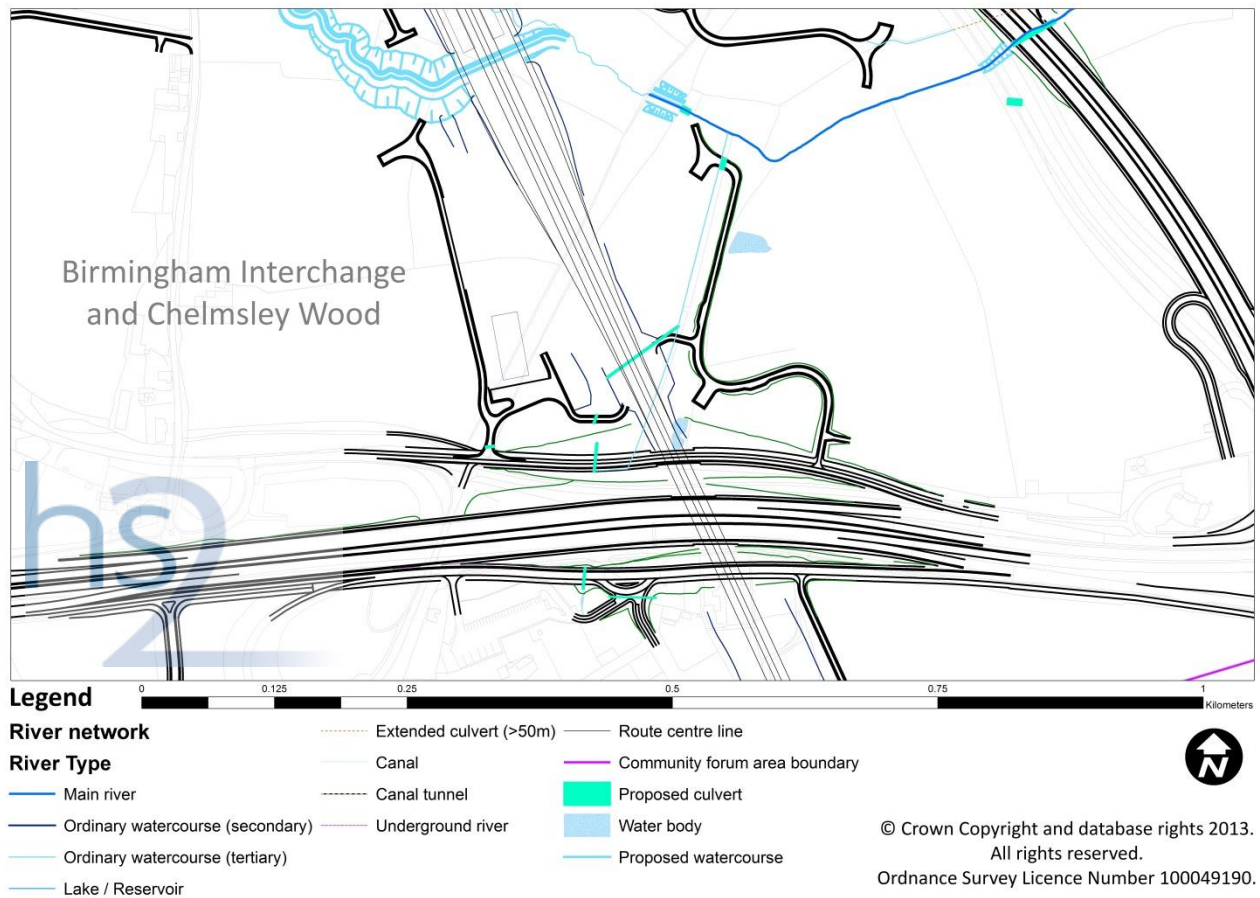 Birmingham Interchange
and Chelmsley Wood
hs2
Legend
0 0.125 0.25 0.5 0.75 1
Kilometers
River network
River Type
Main river
Ordinary watercourse (secondary)
Ordinary watercourse (tertiary)
Lake / Reservoir
Extended culvert (>50m)
Canal
Canal tunnel
Underground river
Route centre line
Community forum area boundary
Proposed culvert
Water body
Proposed watercourse
N
© Crown Copyright and database rights 2013.
All rights reserved.
Ordnance Survey Licence Number 100049190.